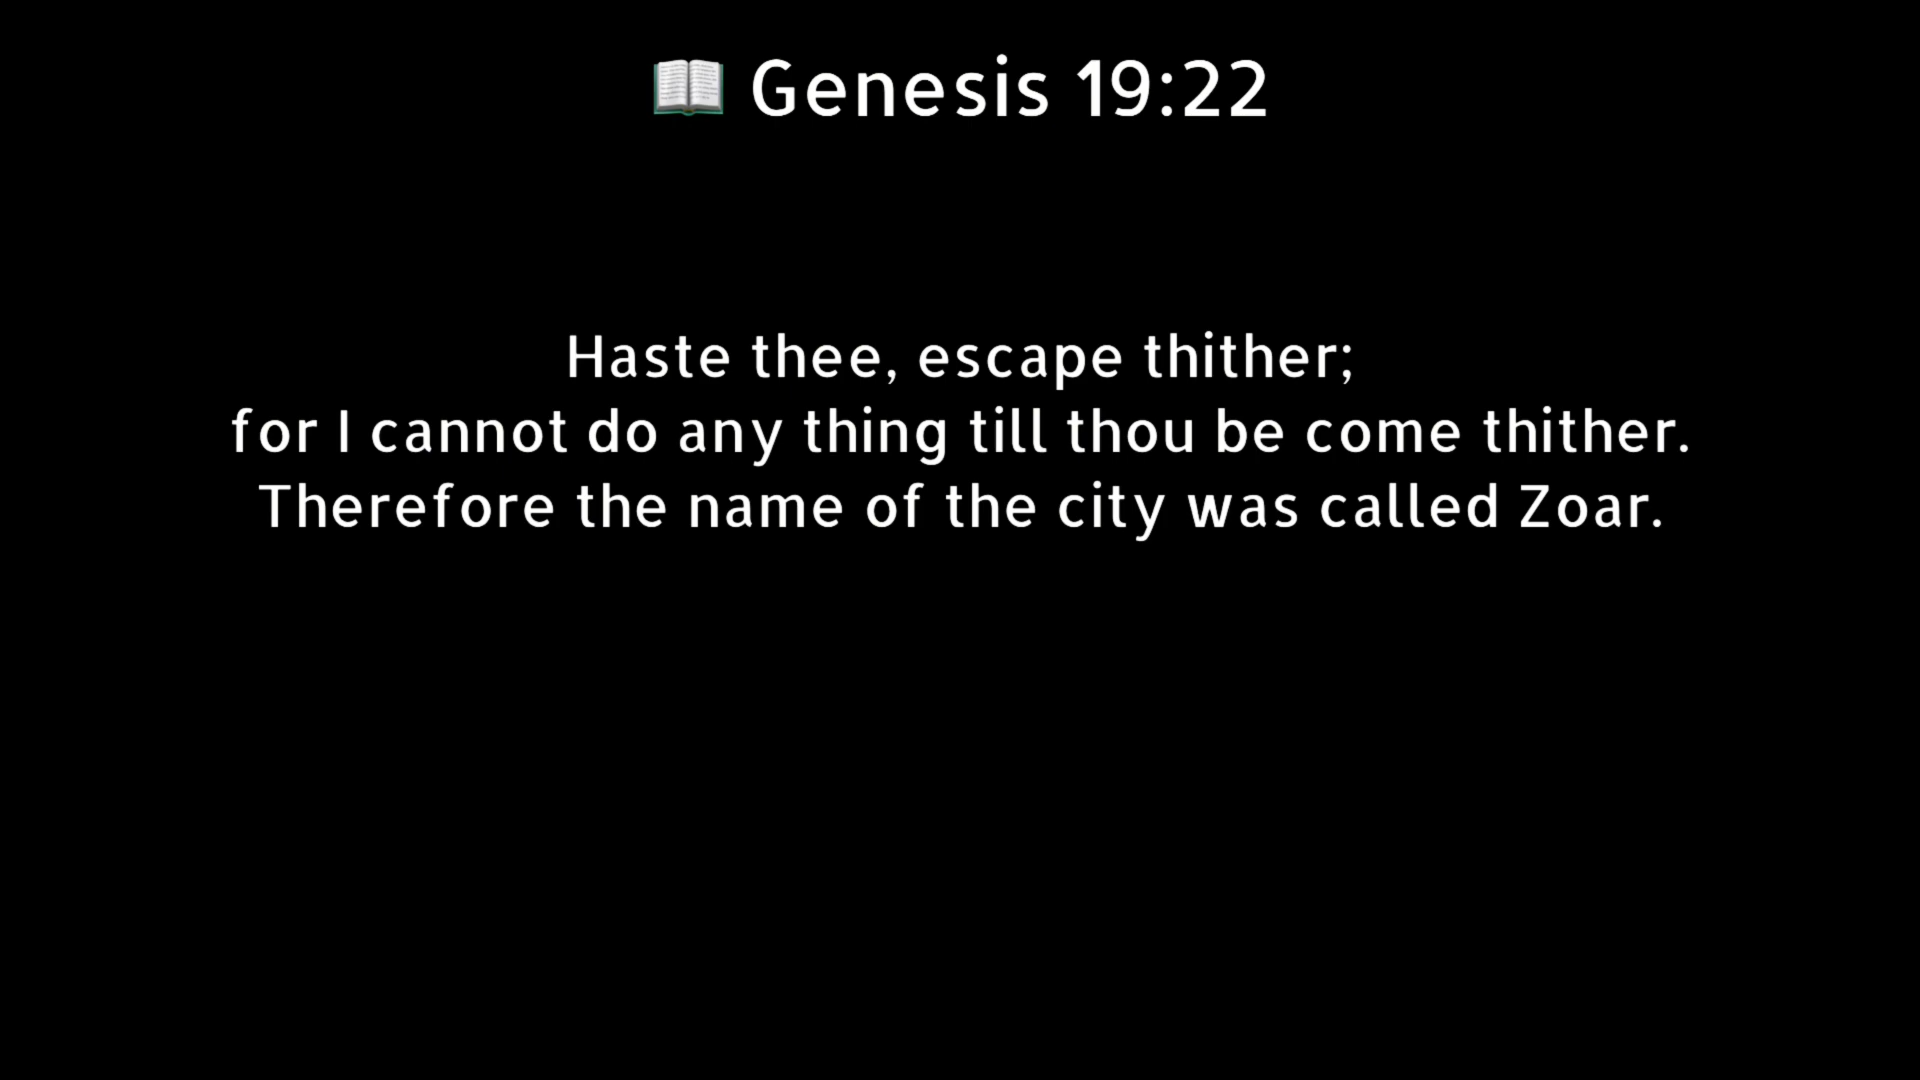 📖 Genesis 19:22
Haste thee, escape thither;
for I cannot do any thing till thou be come thither.
Therefore the name of the city was called Zoar.